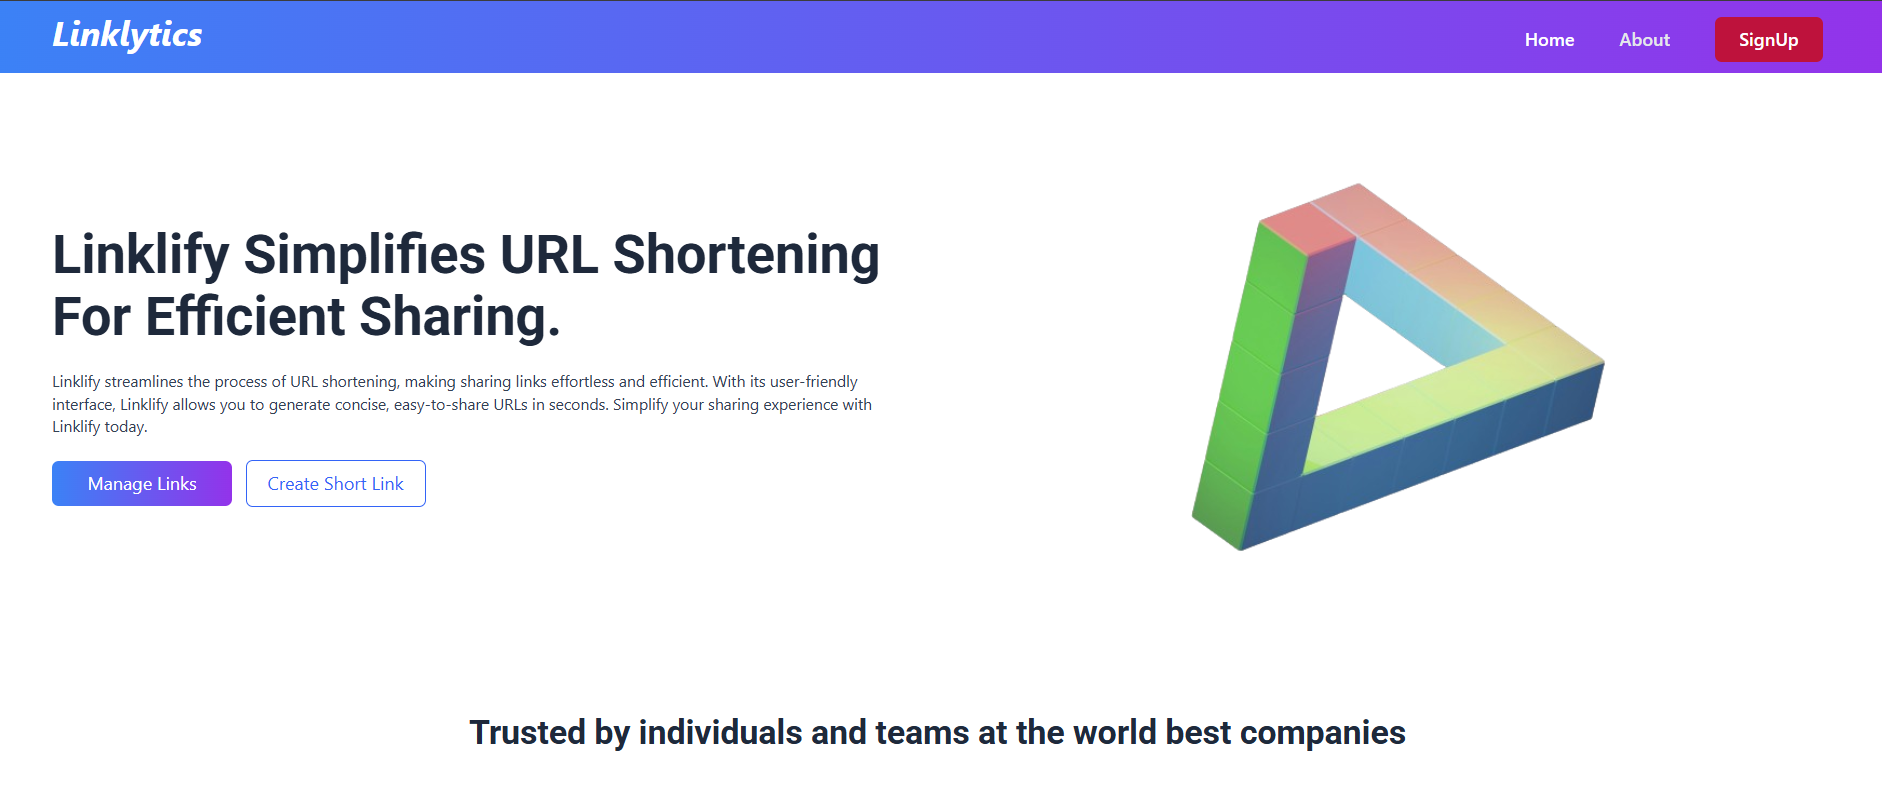 Linklytics
Home
About
SignUp
Linklify Simplifies URL Shortening
For Efficient Sharing.
Linklify streamlines the process of URL shortening, making sharing links effortless and efficient. With its user-friendly
interface, Linklify allows you to generate concise, easy-to-share URLs in seconds. Simplify your sharing experience with
Linklify today.
Manage Links
Create Short Link
Trusted by individuals and teams at the world best companies